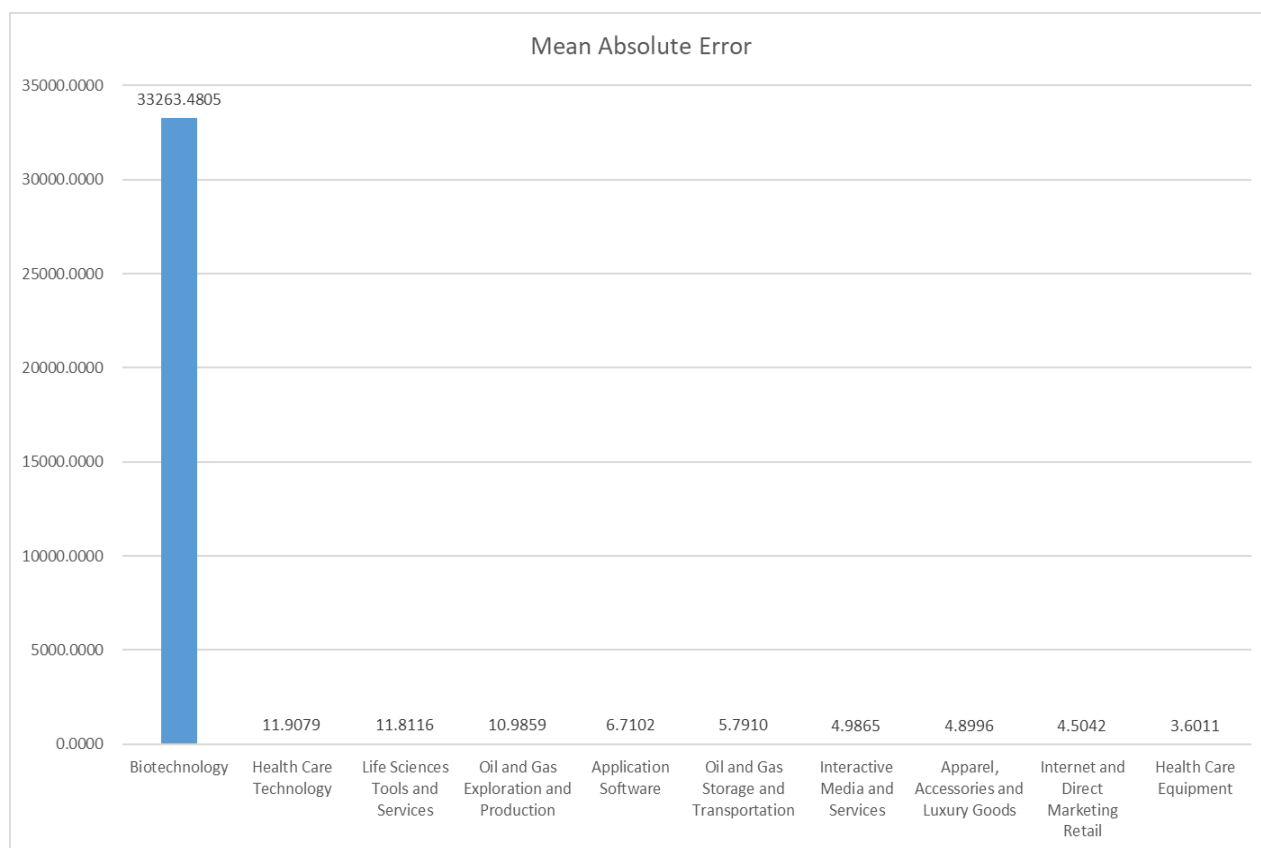 Mean Absolute Error
35000.0000
33263.4805
30000.0000
25000.0000
20000.0000
15000.0000
10000.0000
5000.0000
11.9079 11.8116 10.9859 6.7102 5.7910 4.9865 4.8996 4.5042 3.6011
0.0000
Biotechnology
Health Care
Technology
Life Sciences
Tools and
Services
Oil and Gas
Exploration and
Production
Application
Software
Oil and Gas
Storage and
Transportation
Interactive
Media and
Services
Apparel,
Accessories and
Luxury Goods
Internet and
Direct
Marketing
Retail
Health Care
Equipment